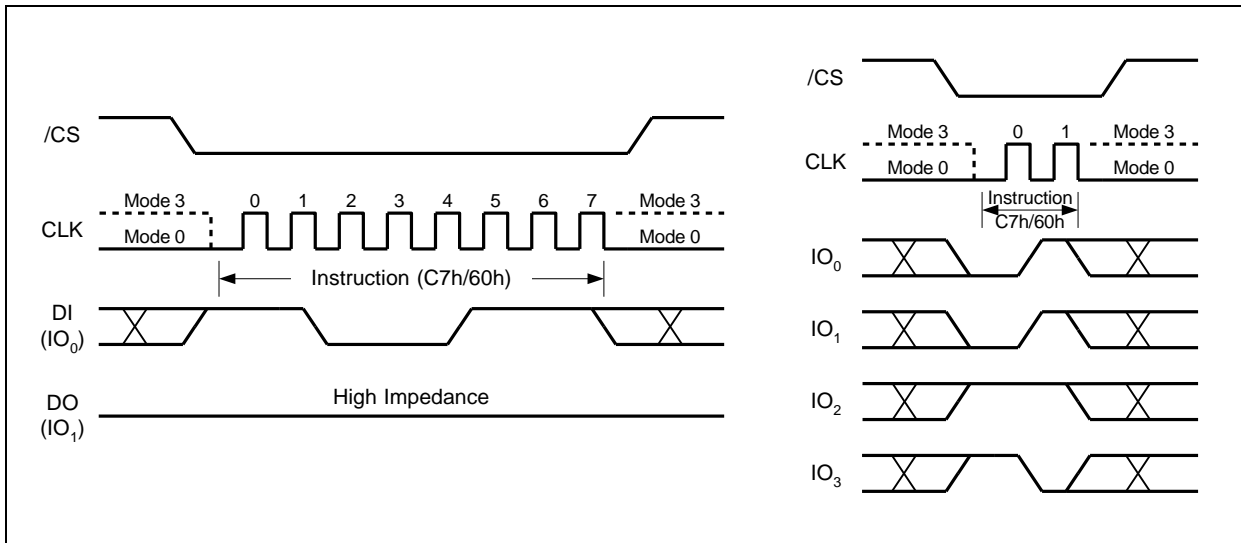 /CS
Mode 3 0 1 2 3 4 5 6 7 Mode 3
CLK Mode 0 Mode 0
Instruction (C7h/60h)
DI
(IO0)
High Impedance
DO
(IO1)
/CS
Mode 3 0 1 Mode 3
CLK Mode 0 Mode 0
Instruction
C7h/60h
IO0
IO1
IO2
IO3